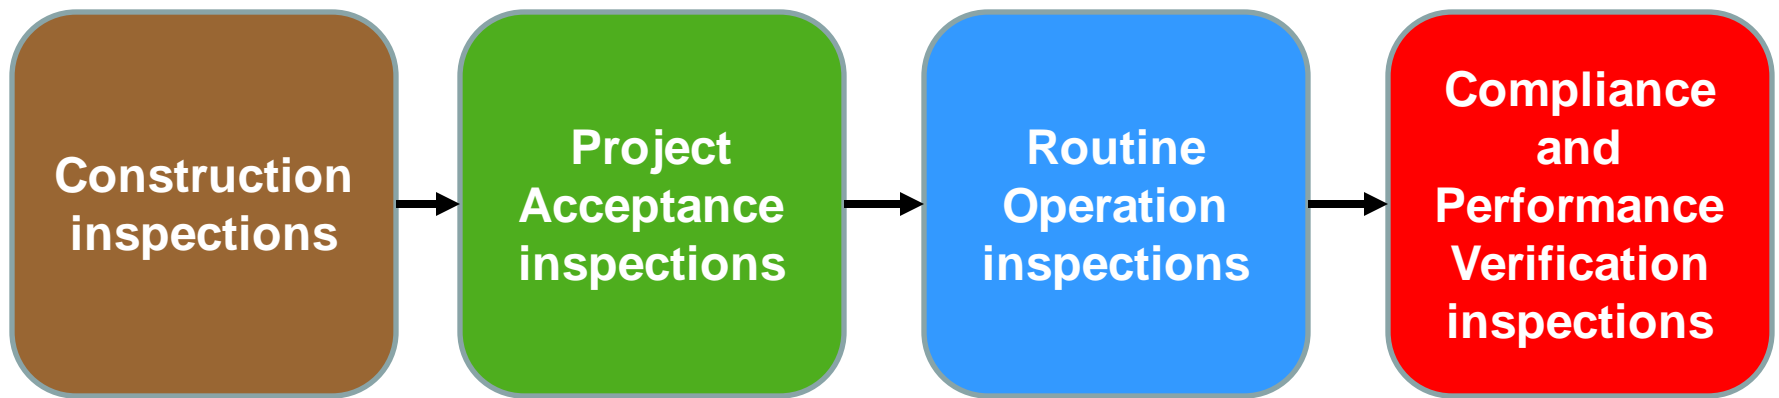 Construction
inspections
Project
Acceptance
inspections
Routine
Operation
inspections
Compliance
and
Performance
Verification
inspections